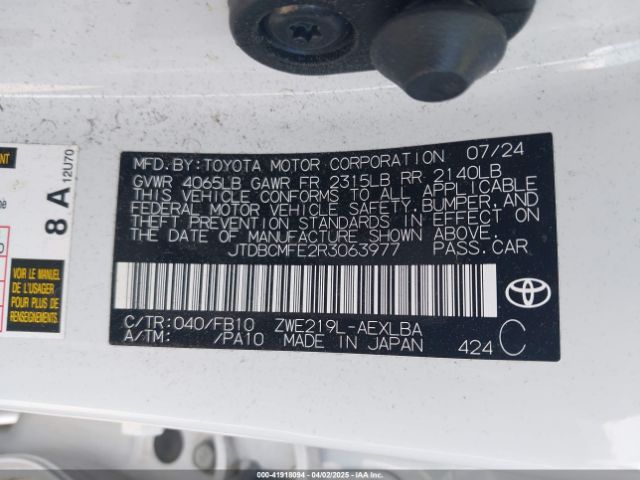 MFD. BY: TOYOTA MOTOR CORPORATION 07/24
GVWR 4065LB GAWR FR 2315LB RR 2140LB
THIS VEHICLE CONFORMS TO ALL APPLICABLE
FEDERAL MOTOR VEHICLE SAFETY, BUMPER, AND
THEFT PREVENTION STANDARDS IN EFFECT ON
THE DATE OF MANUFACTURE SHOWN ABOVE.
JTDBCMFE2R3063977 PASS. CAR
C/TR: 040/FB10 ZWE219L-AEXLBA
A/TM: /PA10 MADE IN JAPAN 424 C
8 A 12U70
VOIR LE MANUEL
DE L'USAGER
POUR PLUS DE
RENSEIGNEMENTS
000-41918094 04/02/2025